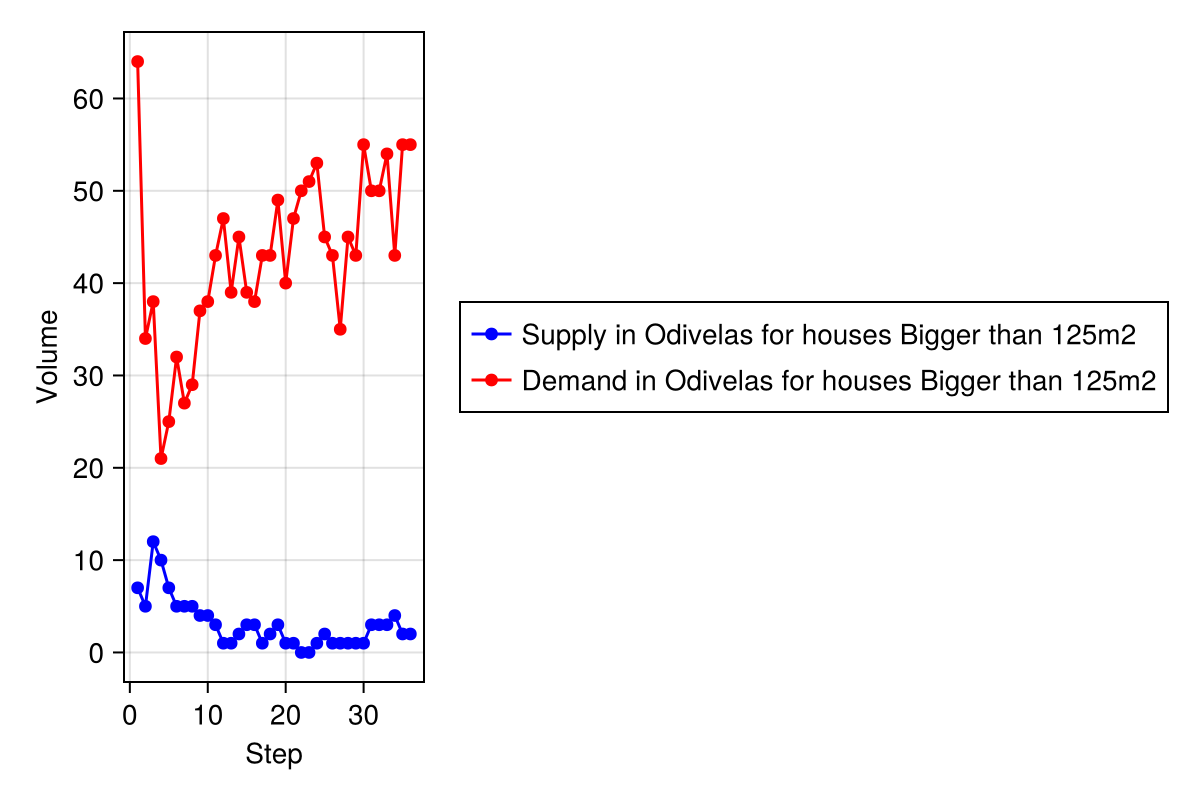 60
50
40
30
20
10
0
Volume
0 10 20 30
Step
Supply in Odivelas for houses Bigger than 125m2
Demand in Odivelas for houses Bigger than 125m2